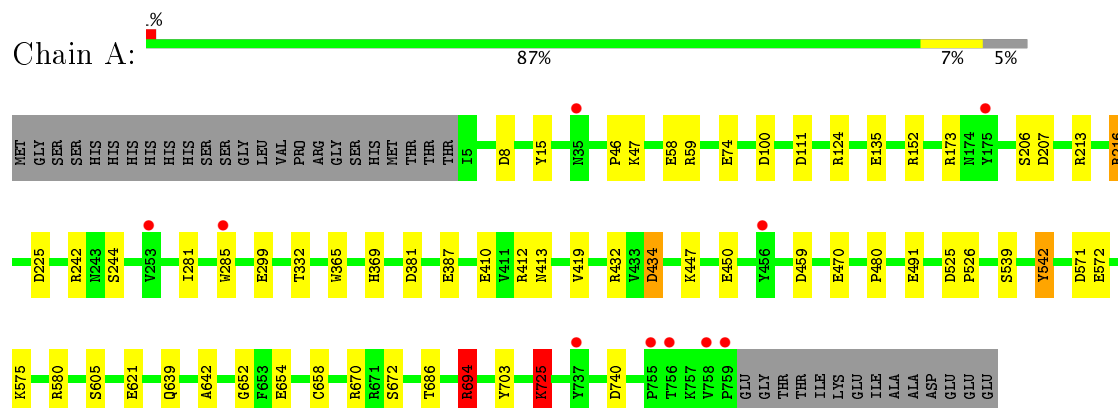 .%
Chain A:
87% 7% 5%
MET GLY SER SER HIS HIS HIS HIS HIS HIS SER SER GLY LEU VAL PRO ARG GLY SER HIS MET THR THR THR I5 D8 Y15 N35 P46 K47 E58 R59 E74 D100 D111 R124 E135 R152 R173 N174 Y175 S206 D207 R213 R216
D225 R242 N243 S244 V253 I281 W285 E299 T332 W365 H369 D381 E387 E410 V411 R412 N413 V419 R432 V433 D434 K447 E450 Y456 D459 E470 P480 E491 D525 P526 S539 Y542 D571 E572
K575 R580 S605 E621 Q639 A642 G652 F653 E654 C658 R670 R671 S672 T686 R694 Y703 K725 Y737 D740 P755 T756 K757 V758 P759 GLU GLY THR THR ILE LYS GLU ILE ALA ALA ASP GLU GLU GLU